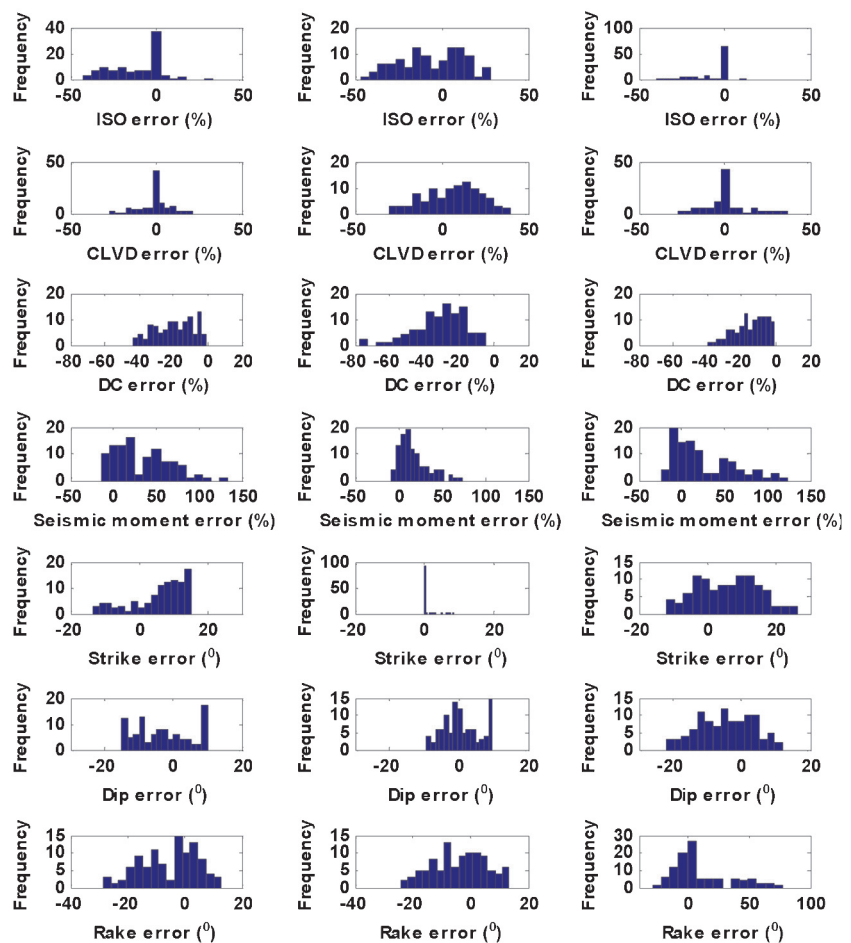 Frequency 40 20 0 -50 0 50 ISO error (%)
Frequency 20 10 0 -50 0 50 ISO error (%)
Frequency 100 50 0 -50 0 50 ISO error (%)
Frequency 50 0 -50 0 50 CLVD error (%)
Frequency 20 10 0 -50 0 50 CLVD error (%)
Frequency 50 0 -50 0 50 CLVD error (%)
Frequency 20 10 0 -80 -60 -40 -20 0 20 DC error (%)
Frequency 20 10 0 -80 -60 -40 -20 0 20 DC error (%)
Frequency 20 10 0 -80 -60 -40 -20 0 20 DC error (%)
Frequency 20 10 0 -50 0 50 100 150 Seismic moment error (%)
Frequency 20 10 0 -50 0 50 100 150 Seismic moment error (%)
Frequency 20 10 0 -50 0 50 100 150 Seismic moment error (%)
Frequency 20 10 0 -20 0 20 Strike error (⁰)
Frequency 100 50 0 -20 0 20 Strike error (⁰)
Frequency 15 10 5 0 -20 0 20 Strike error (⁰)
Frequency 20 10 0 -20 0 20 Dip error (⁰)
Frequency 15 10 5 0 -20 0 20 Dip error (⁰)
Frequency 15 10 5 0 -20 0 20 Dip error (⁰)
Frequency 15 10 5 0 -40 -20 0 20 Rake error (⁰)
Frequency 15 10 5 0 -40 -20 0 20 Rake error (⁰)
Frequency 30 20 10 0 0 50 100 Rake error (⁰)